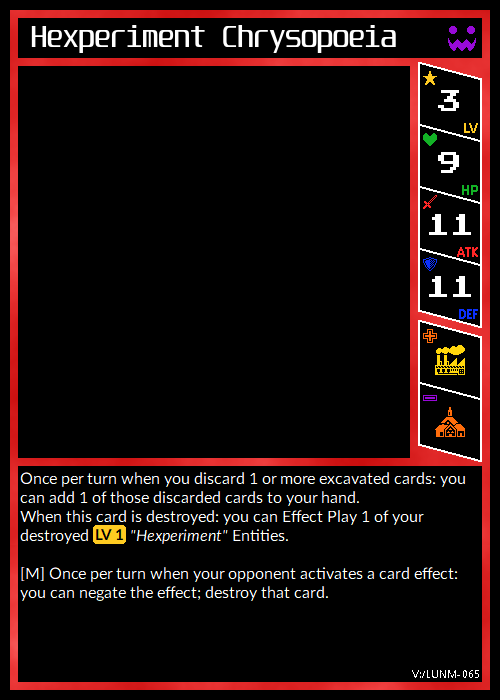 Hexperiment Chrysopoeia
3
LV
9
HP
11
ATK
11
DEF
Once per turn when you discard 1 or more excavated cards: you
can add 1 of those discarded cards to your hand.
When this card is destroyed: you can Effect Play 1 of your
destroyed LV 1 "Hexperiment" Entities.
[M] Once per turn when your opponent activates a card effect:
you can negate the effect; destroy that card.
V:/LUNM-065